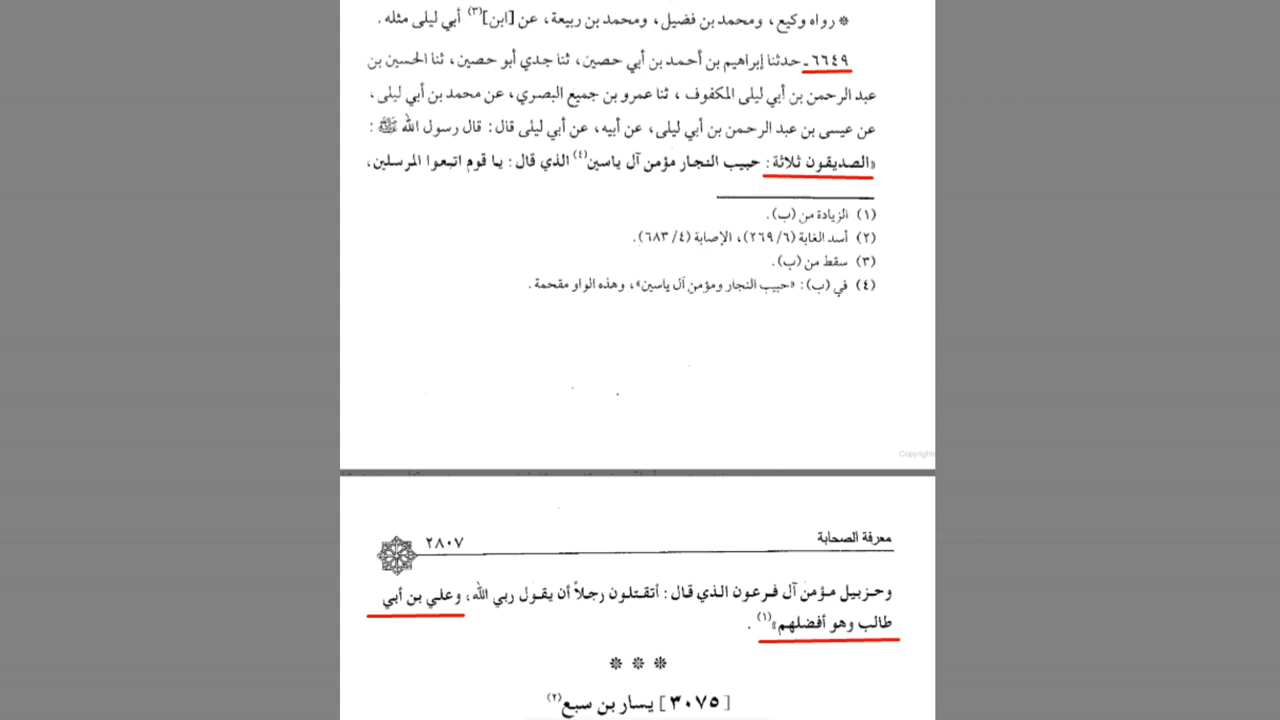 ❊ رواه وكيع، ومحمد بن فضيل، ومحمد بن ربيعة، عن [ابن](٣) أبي ليلى مثله.
٦٦٤٩ ـ حدثنا إبراهيم بن أحمد بن أبي حصين، ثنا جدي أبو حصين، ثنا الحسين بن
عبد الرحمن بن أبي ليلى المكفوف، ثنا عمرو بن جميع البصري، عن محمد بن أبي ليلى،
عن عيسى بن عبد الرحمن بن أبي ليلى، عن أبيه، عن أبي ليلى قال: قال رسول الله ﷺ:
«الصديقون ثلاثة: حبيب النجار مؤمن آل ياسين(٤) الذي قال: يا قوم اتبعوا المرسلين،
(١) الزيادة من (ب).
(٢) أسد الغابة (٦/ ٢٦٩)، الإصابة (٤/ ٦٨٣).
(٣) سقط من (ب).
(٤) في (ب): «حبيب النجار ومؤمن آل ياسين»، وهذه الواو مقحمة.
معرفة الصحابة
٢٨٠٧
وحزبيل مؤمن آل فرعون الذي قال: أتقتلون رجلاً أن يقول ربي الله، وعلي بن أبي
طالب وهو أفضلهم»(١).
❊ ❊ ❊
[٣٠٧٥] يسار بن سبع(٢)